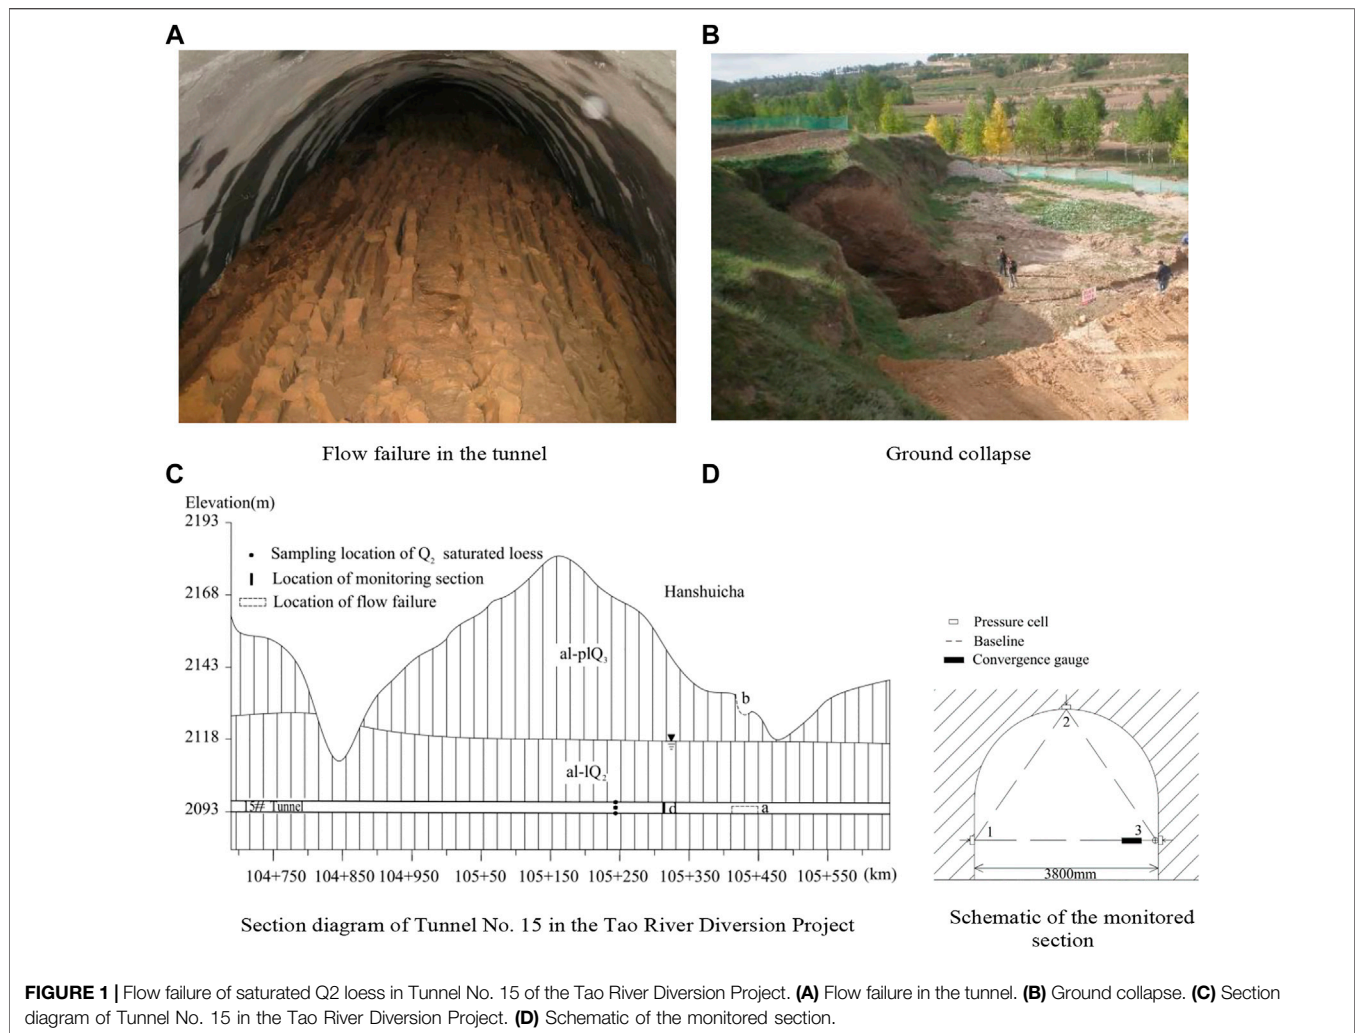 A
B
Flow failure in the tunnel
Ground collapse
C
D
Elevation(m)
2193
2168
2143
2118
2093
Sampling location of Q₂ saturated loess
Location of monitoring section
Location of flow failure
Hanshuicha
al-plQ₃
b
al-lQ₂
15## Tunnel
d
a
104+750 104+850 104+950 105+50 105+150 105+250 105+350 105+450 105+550 (km)
Section diagram of Tunnel No. 15 in the Tao River Diversion Project
Pressure cell
Baseline
Convergence gauge
2
1
3
3800mm
Schematic of the monitored
section
FIGURE 1 | Flow failure of saturated Q2 loess in Tunnel No. 15 of the Tao River Diversion Project. (A) Flow failure in the tunnel. (B) Ground collapse. (C) Section
diagram of Tunnel No. 15 in the Tao River Diversion Project. (D) Schematic of the monitored section.